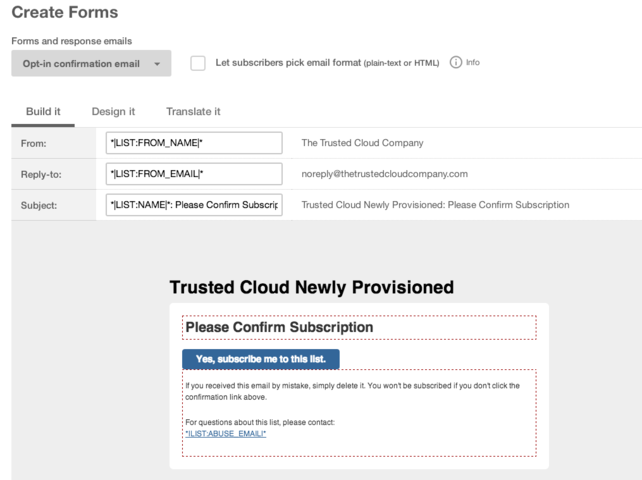 Create Forms
Forms and response emails
Opt-in confirmation email
Let subscribers pick email format (plain-text or HTML)
Info
Build it
Design it
Translate it
From:
*|LIST:FROM_NAME|*
The Trusted Cloud Company
Reply-to:
*|LIST:FROM_EMAIL|*
noreply@thetrustedcloudcompany.com
Subject:
*|LIST:NAME|*: Please Confirm Subscrip
Trusted Cloud Newly Provisioned: Please Confirm Subscription
Trusted Cloud Newly Provisioned
Please Confirm Subscription
Yes, subscribe me to this list.
If you received this email by mistake, simply delete it. You won't be subscribed if you don't click the
confirmation link above.
For questions about this list, please contact:
*|LIST:ABUSE_EMAIL|*